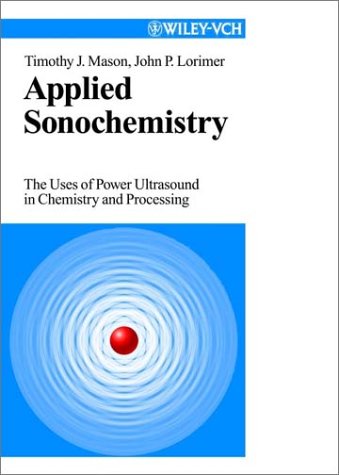 WILEY-VCH
Timothy J. Mason, John P. Lorimer
Applied
Sonochemistry
The Uses of Power Ultrasound
in Chemistry and Processing